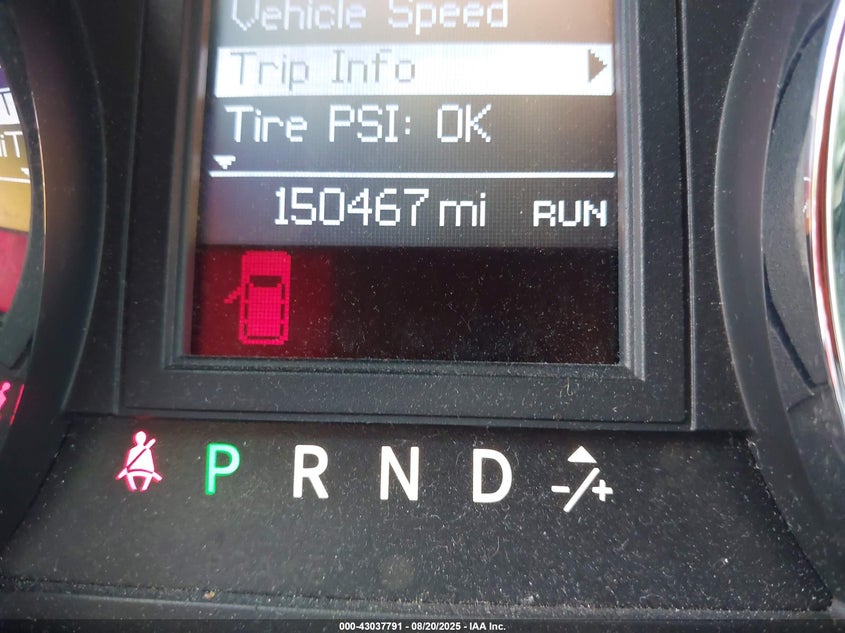 Vehicle Speed
Trip Info
Tire PSI: OK
150467 mi RUN
P R N D -/+
000-43037791 - 08/20/2025 - IAA Inc.